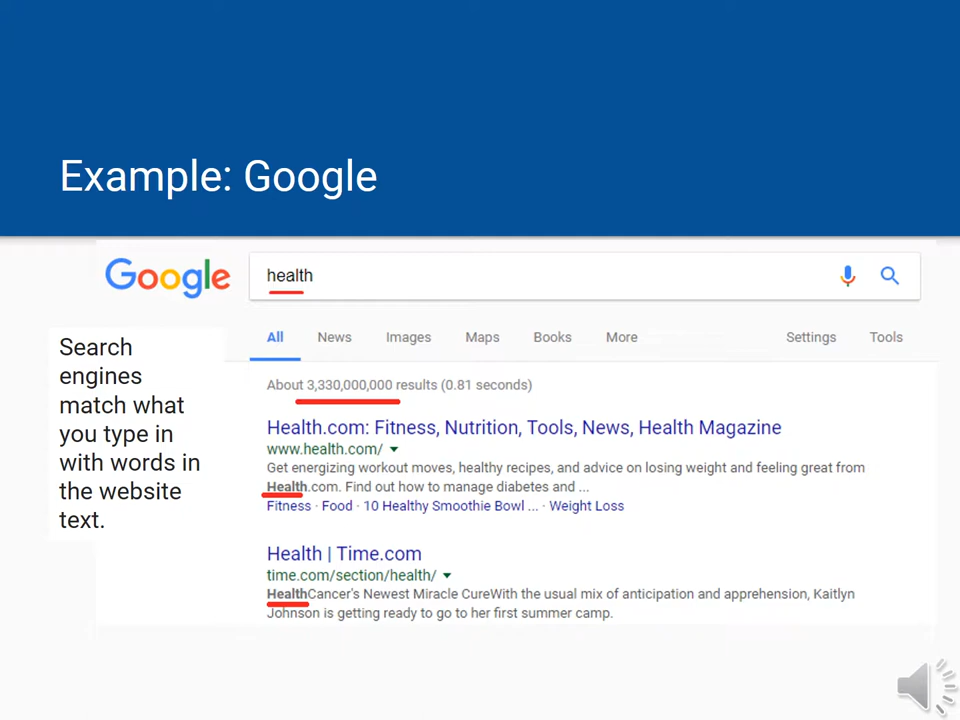 Example: Google
Google
health
All News Images Maps Books More Settings Tools
About 3,330,000,000 results (0.81 seconds)
Search
engines
match what
you type in
with words in
the website
text.
Health.com: Fitness, Nutrition, Tools, News, Health Magazine
www.health.com/
Get energizing workout moves, healthy recipes, and advice on losing weight and feeling great from
Health.com. Find out how to manage diabetes and ...
Fitness · Food · 10 Healthy Smoothie Bowl ... · Weight Loss
Health | Time.com
time.com/section/health/
HealthCancer's Newest Miracle CureWith the usual mix of anticipation and apprehension, Kaitlyn
Johnson is getting ready to go to her first summer camp.